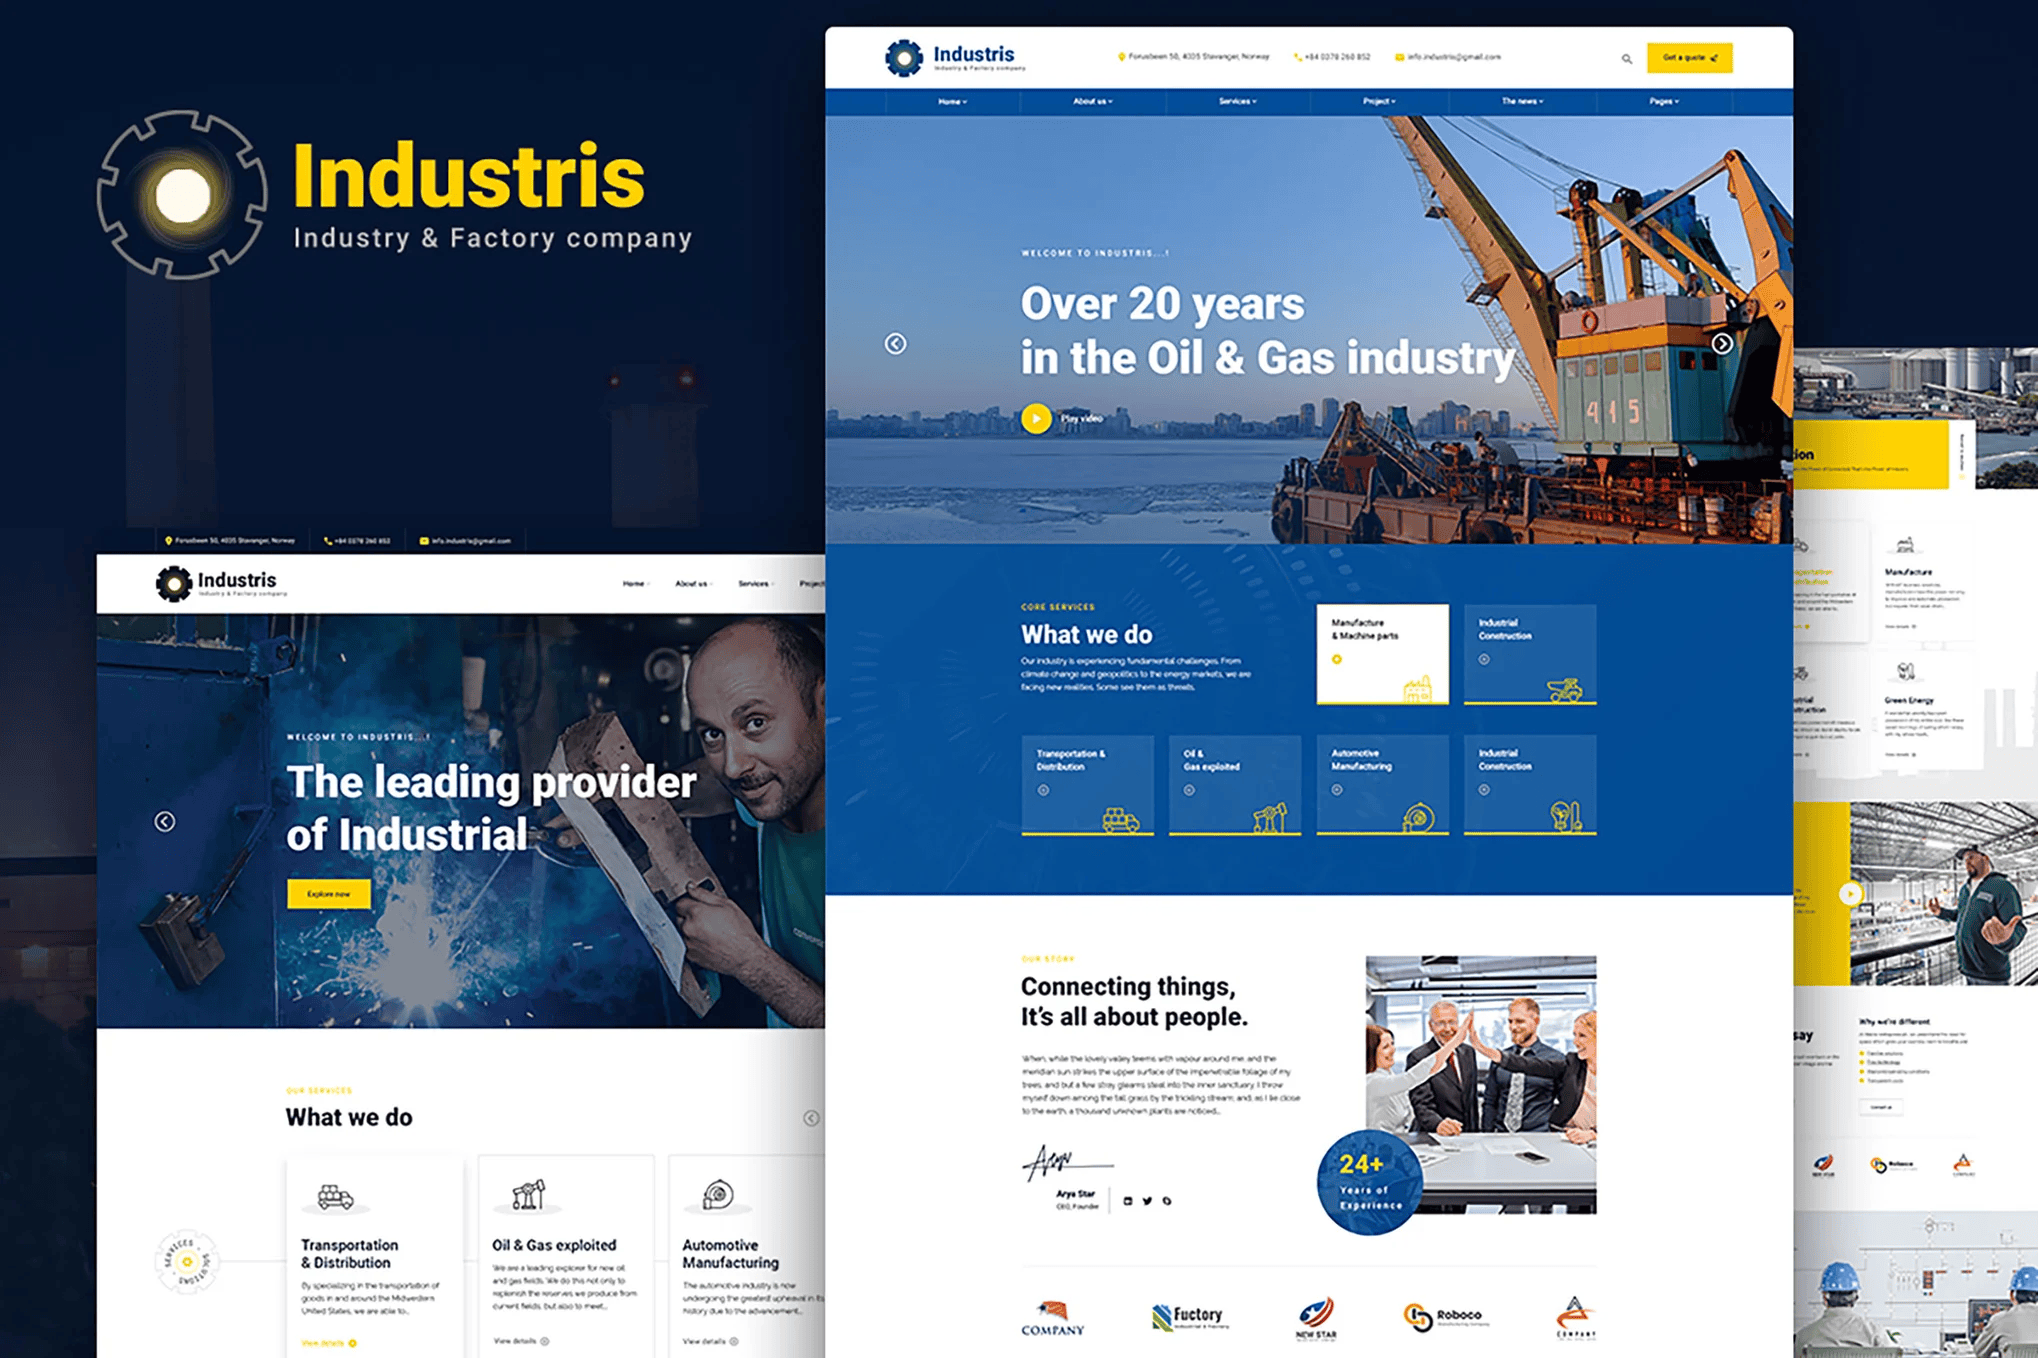 Industris
Industry & Factory company
Forusbeen 50, 4035 Stavanger, Norway
+84 0378 260 852
info.industris@gmail.com
Industris
Industry & Factory company
Home
About us
Services
Project
WELCOME TO INDUSTRIS...!
The leading provider
of Industrial
Explore now
OUR SERVICES
What we do
SERVICES - SOLUTIONS
Transportation
& Distribution
By specializing in the transportation of
goods in and around the Midwestern
United States, we are able to...
View details
Oil & Gas exploited
We are a leading explorer for new oil
and gas fields. We do this not only to
replenish the reserves we produce from
current fields, but also to meet...
View details
Automotive
Manufacturing
The automotive industry is now
undergoing the greatest upheaval in its
history due to the advancement...
View details
Industris
Industry & Factory company
Forusbeen 50, 4035 Stavanger, Norway
+84 0378 260 852
info.industris@gmail.com
Get a quote
Home
About us
Services
Project
The news
Pages
WELCOME TO INDUSTRIS...!
Over 20 years
in the Oil & Gas industry
Play video
415
CORE SERVICES
What we do
Our industry is experiencing fundamental challenges. From
climate change and geopolitics to the energy markets, we are
facing new realities. Some see them as threats.
Manufacture
& Machine parts
Industrial
Construction
Transportation &
Distribution
Oil &
Gas exploited
Automotive
Manufacturing
Industrial
Construction
OUR STORY
Connecting things,
It's all about people.
When, while the lovely valley teems with vapour around me, and the
meridian sun strikes the upper surface of the impenetrable foliage of my
trees, and but a few stray gleams steal into the inner sanctuary, I throw
myself down among the tall grass by the trickling stream; and, as I lie close
to the earth, a thousand unknown plants are noticed...
Arya Star
CEO, Founder
24+
Years of
Experience
COMPANY
Fuctory
Industrial & Factory
NEW STAR
Roboco
COMPANY
Manufacture
View details
Green Energy
View details
Why we're different
Contact us
NEW STAR
Roboco
COMPANY